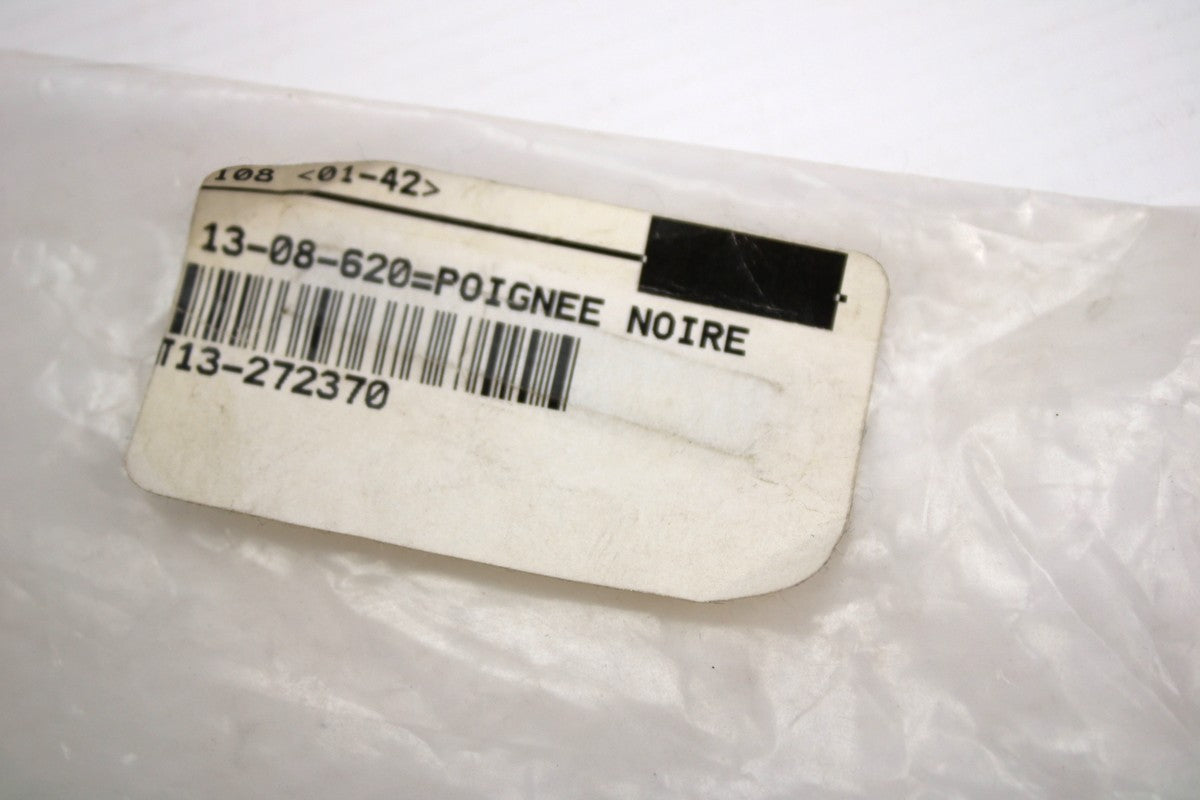 108 <01-42>
13-08-620=POIGNEE NOIRE
T13-272370